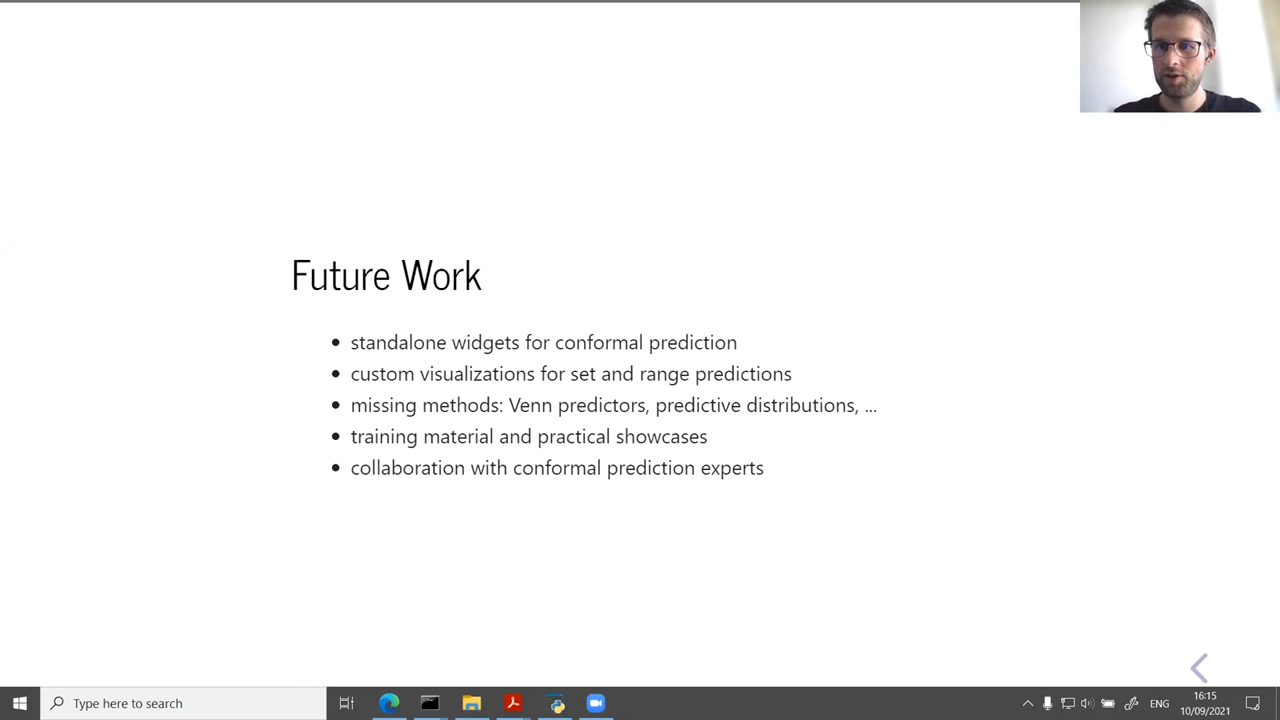 Future Work
• standalone widgets for conformal prediction
• custom visualizations for set and range predictions
• missing methods: Venn predictors, predictive distributions, ...
• training material and practical showcases
• collaboration with conformal prediction experts
Type here to search
ENG
16:15
10/09/2021